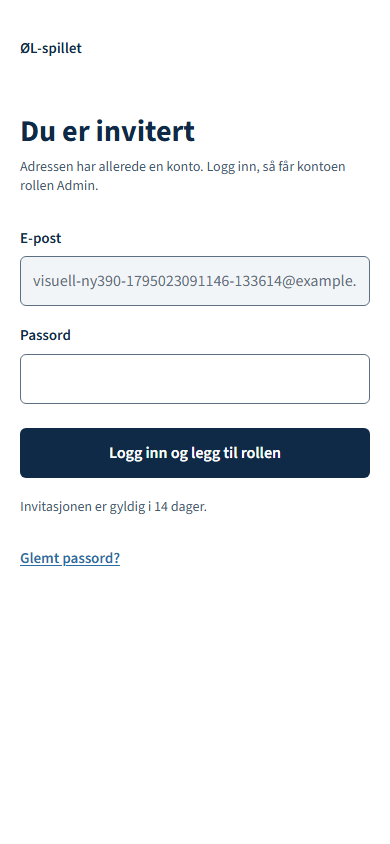 ØL-spillet
Du er invitert
Adressen har allerede en konto. Logg inn, så får kontoen
rollen Admin.
E-post
visuell-ny390-1795023091146-133614@example.
Passord
Logg inn og legg til rollen
Invitasjonen er gyldig i 14 dager.
Glemt passord?